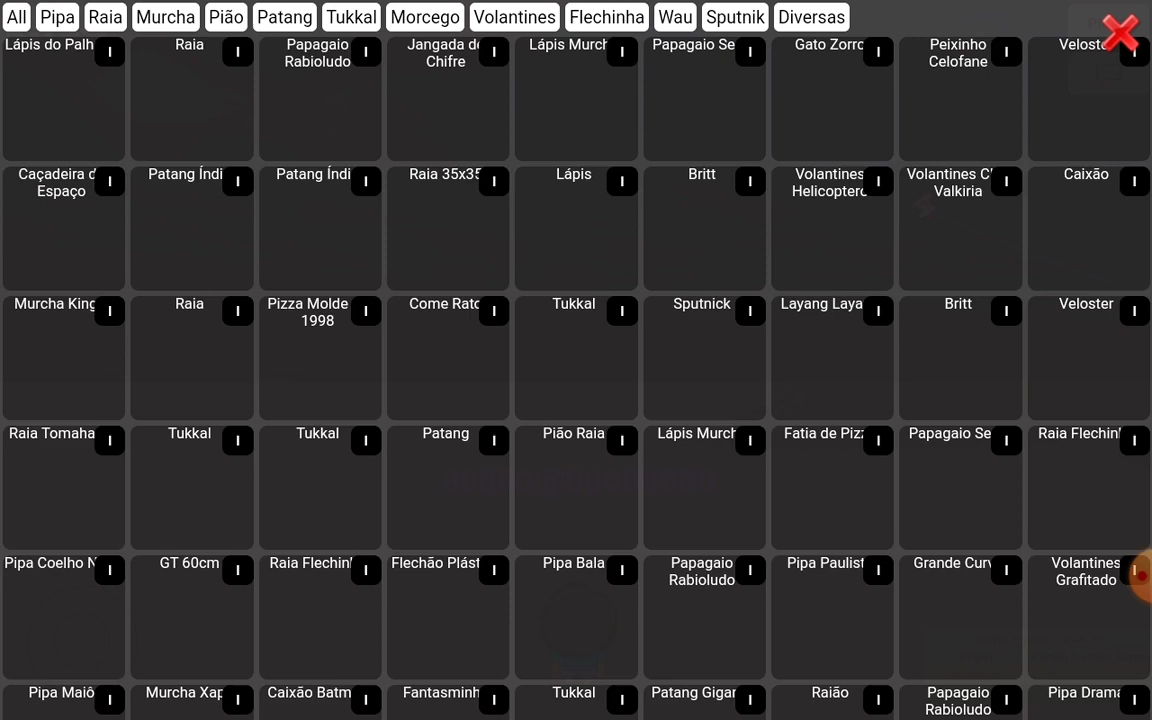 All Pipa Raia Murcha Pião Patang Tukkal Morcego Volantines Flechinha Wau Sputnik Diversas
Lápis do Palh I
Raia I
Papagaio I
Rabioludo
Jangada d I
Chifre
Lápis Murch I
Papagaio Se I
Gato Zorro I
Peixinho I
Celofane
Veloste I
Caçadeira d I
Espaço
Patang Índi I
Patang Índi I
Raia 35x35 I
Lápis I
Britt I
Volantines I
Helicoptero
Volantines C I
Valkiria
Caixão I
Murcha King I
Raia I
Pizza Molde I
1998
Come Rato I
Tukkal I
Sputnick I
Layang Laya I
Britt I
Veloster I
Raia Tomaha I
Tukkal I
Tukkal I
Patang I
Pião Raia I
Lápis Murch I
Fatia de Pizz I
Papagaio Se I
Raia Flechin I
Pipa Coelho N I
GT 60cm I
Raia Flechin I
Flechão Plást I
Pipa Bala I
Papagaio I
Rabioludo
Pipa Paulist I
Grande Curv I
Volantines I
Grafitado
Pipa Maiô I
Murcha Xap I
Caixão Batm I
Fantasminh I
Tukkal I
Patang Gigan I
Raião I
Papagaio I
Rabioludo
Pipa Drama I